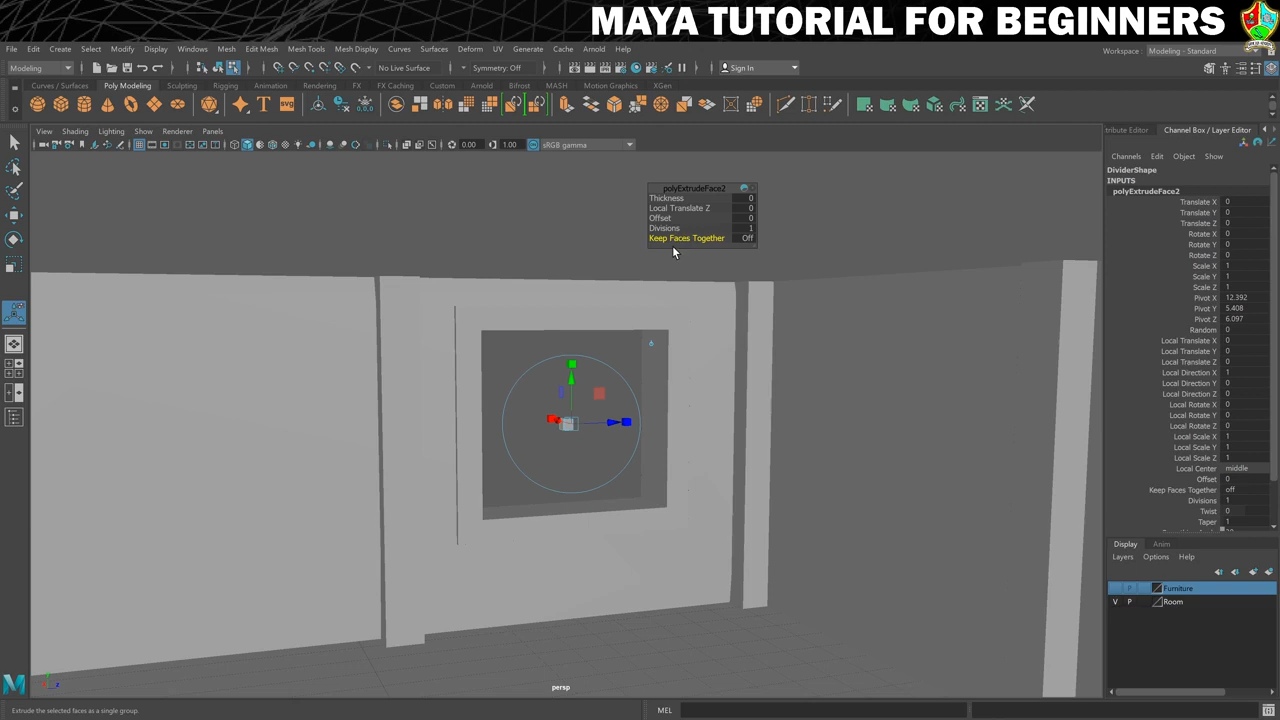 MAYA TUTORIAL FOR BEGINNERS
File Edit Create Select Modify Display Windows Mesh Edit Mesh Mesh Tools Mesh Display Curves Surfaces Deform UV Generate Cache Arnold Help
Workspace : Modeling - Standard
Modeling No Live Surface Symmetry: Off Sign In
Curves / Surfaces Poly Modeling Sculpting Rigging Animation Rendering FX FX Caching Custom Arnold Bifrost MASH Motion Graphics XGen
View Shading Lighting Show Renderer Panels
tribute Editor Channel Box / Layer Editor
0.00 1.00 sRGB gamma
Channels Edit Object Show
DividerShape
INPUTS
polyExtrudeFace2
Translate X 0
Translate Y 0
Translate Z 0
Rotate X 0
Rotate Y 0
Rotate Z 0
Scale X 1
Scale Y 1
Scale Z 1
Pivot X 12.392
Pivot Y 5.408
Pivot Z 6.097
Random 0
Local Translate X 0
Local Translate Y 0
Local Translate Z 0
Local Direction X 1
Local Direction Y 0
Local Direction Z 0
Local Rotate X 0
Local Rotate Y 0
Local Rotate Z 0
Local Scale X 1
Local Scale Y 1
Local Scale Z 1
Local Center middle
Offset 0
Keep Faces Together off
Divisions 1
Twist 0
Taper 1
polyExtrudeFace2
Thickness 0
Local Translate Z 0
Offset 0
Divisions 1
Keep Faces Together Off
Display Anim
Layers Options Help
P Furniture
V P Room
persp
Extrude the selected faces as a single group.
MEL